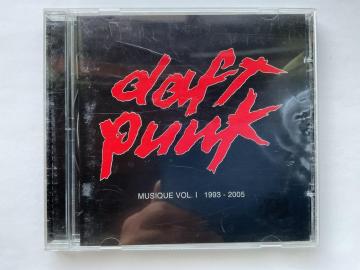 daft
punk
MUSIQUE VOL. I 1993 - 2005